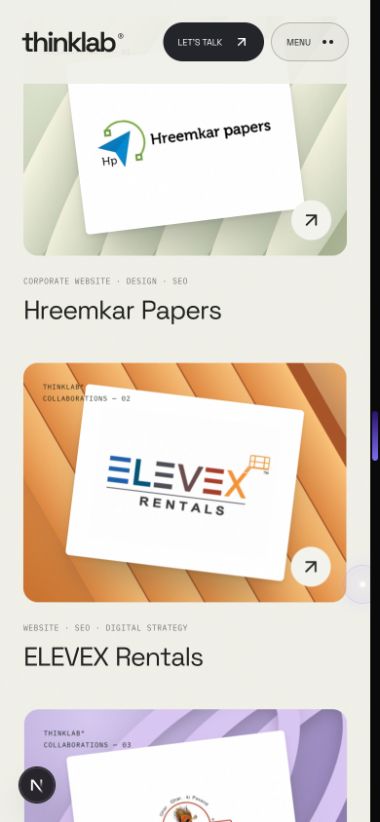 thinklab®
LET'S TALK
MENU
Hp
Hreemkar papers
CORPORATE WEBSITE · DESIGN · SEO
Hreemkar Papers
THINKLAB®
COLLABORATIONS — 02
ELEVEX
RENTALS
WEBSITE · SEO · DIGITAL STRATEGY
ELEVEX Rentals
THINKLAB®
COLLABORATIONS — 03
N